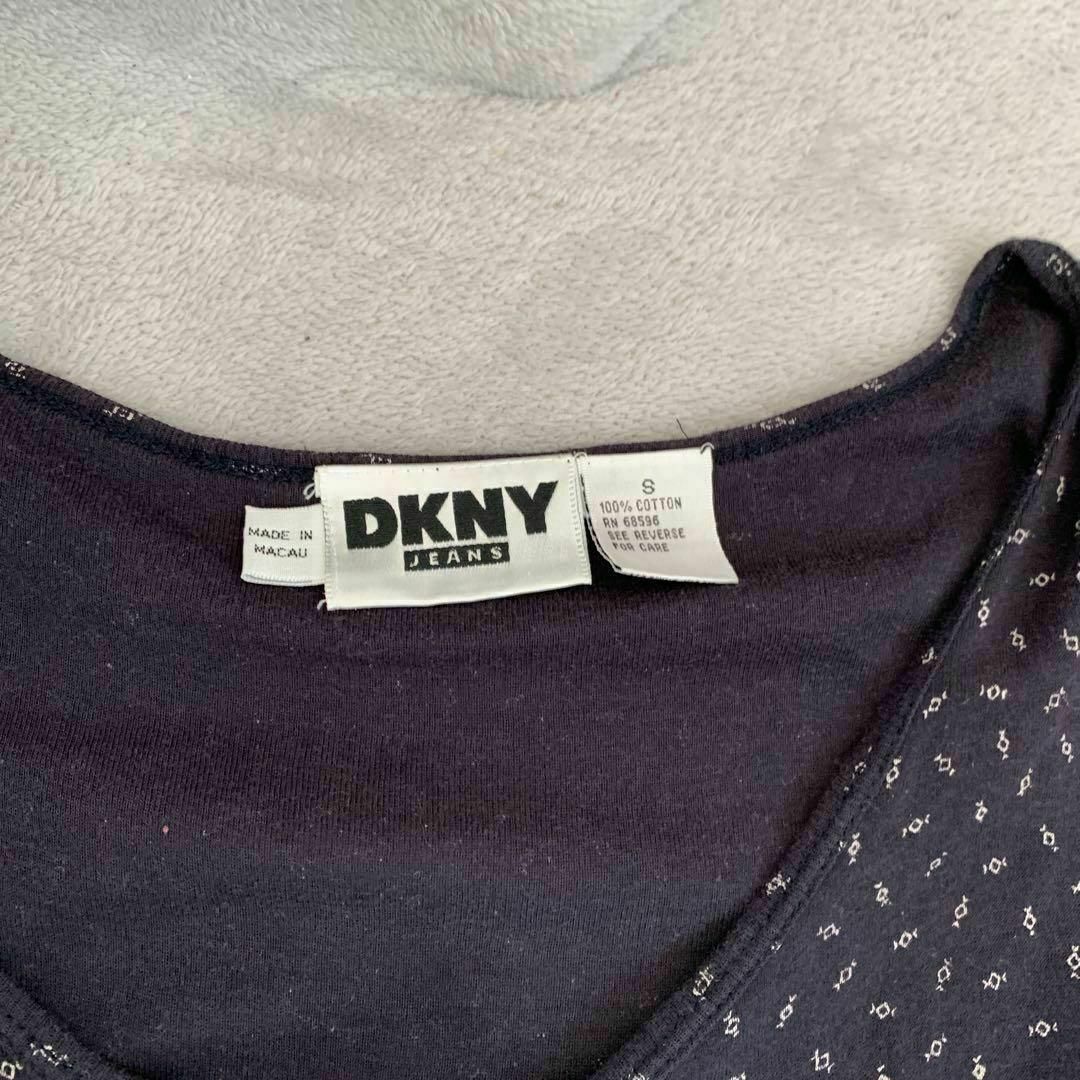 MADE IN
MACAU
DKNY
JEANS
S
100% COTTON
RN 68596
SEE REVERSE
FOR CARE